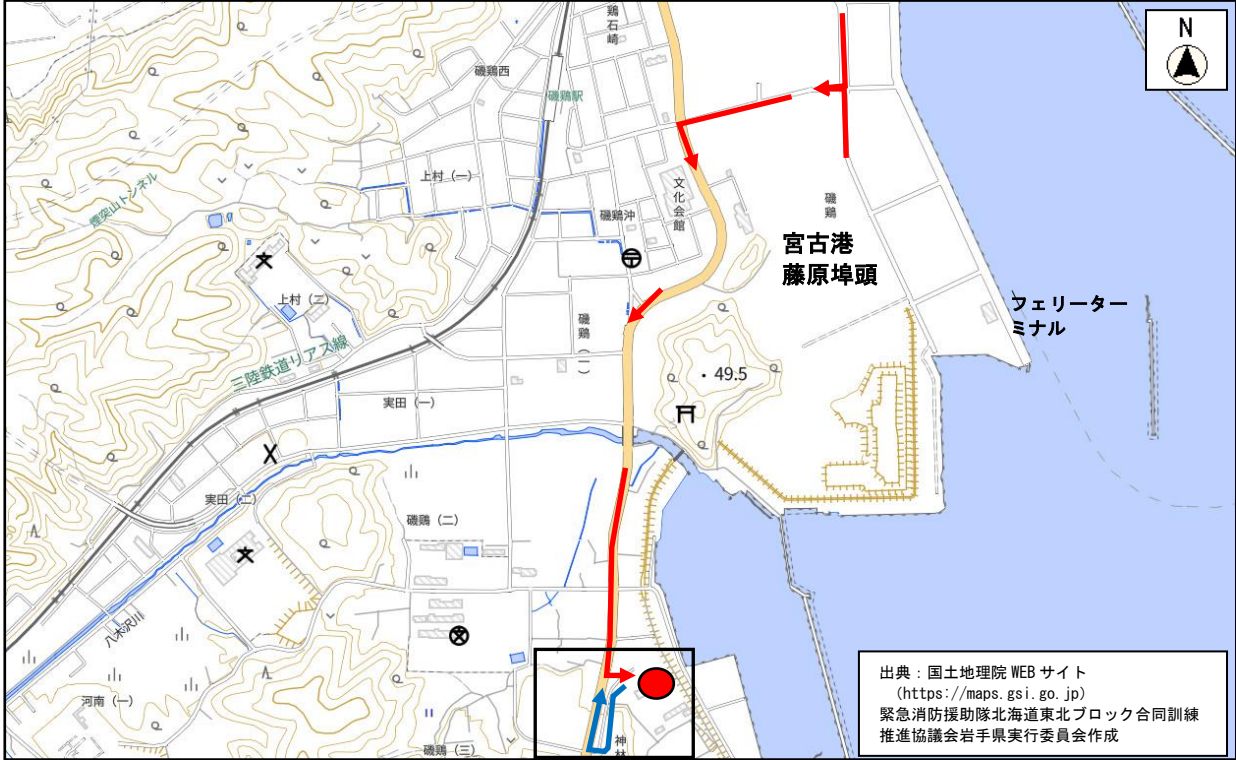 磯鶏石崎
N
磯鶏西
磯鶏駅
煙突山トンネル
上村（一）
磯鶏沖
文化会館
磯鶏
宮古港
藤原埠頭
フェリーター
ミナル
上村（二）
磯鶏（一）
三陸鉄道リアス線
49.5
実田（一）
実田（二）
磯鶏（二）
八木沢川
河南（一）
磯鶏（三）
神林
出典：国土地理院 WEB サイト
（https://maps.gsi.go.jp）
緊急消防援助隊北海道東北ブロック合同訓練
推進協議会岩手県実行委員会作成